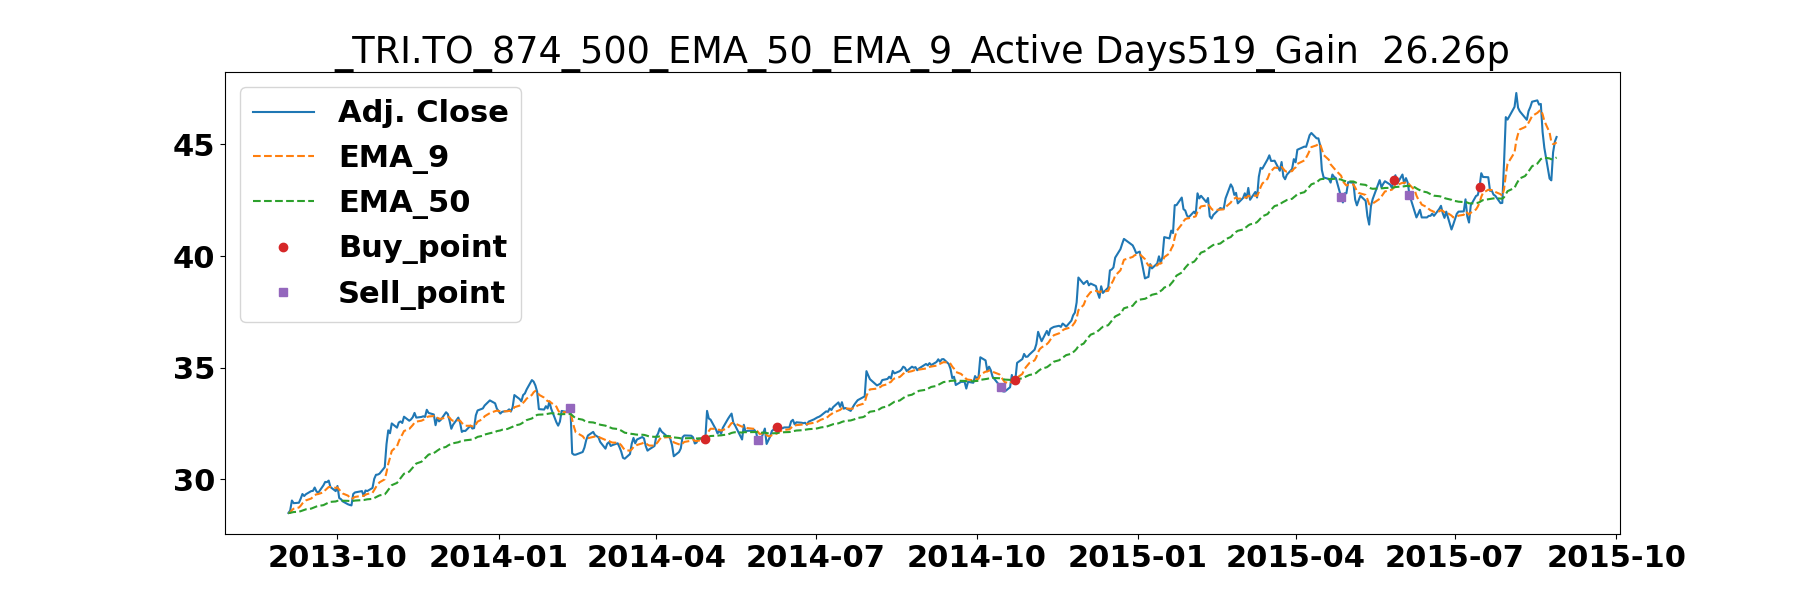 _TRI.TO_874_500_EMA_50_EMA_9_Active Days519_Gain  26.26p
Adj. Close
EMA_9
EMA_50
Buy_point
Sell_point
45
40
35
30
2013-10 2014-01 2014-04 2014-07 2014-10 2015-01 2015-04 2015-07 2015-10